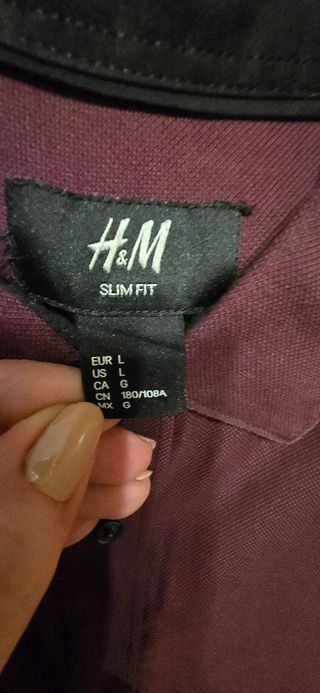 H&M
SLIM FIT
EUR L
US L
CA G
CN 180/108A
MX G